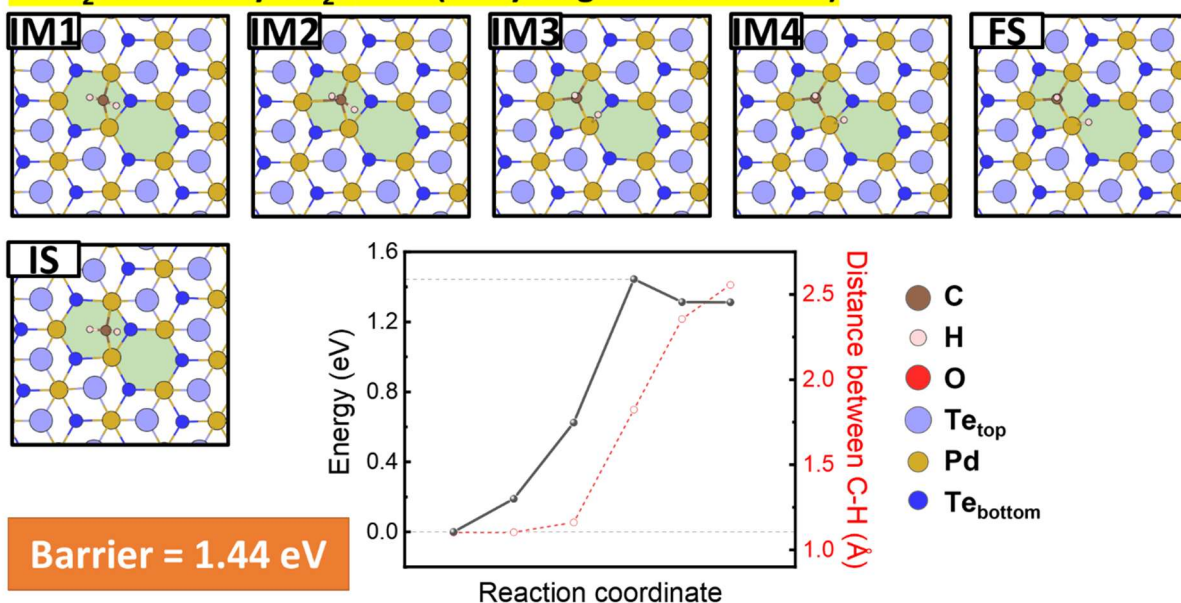 IM1
IM2
IM3
IM4
FS
IS
1.6
1.2
0.8
0.4
0.0
Energy (eV)
Reaction coordinate
2.5
2.0
1.5
1.0
Distance between C-H (Å)
C
H
O
Te_top
Pd
Te_bottom
Barrier = 1.44 eV